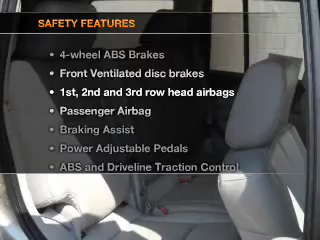 SAFETY FEATURES
• 4-wheel ABS Brakes
• Front Ventilated disc brakes
• 1st, 2nd and 3rd row head airbags
• Passenger Airbag
• Braking Assist
• Power Adjustable Pedals
• ABS and Driveline Traction Control